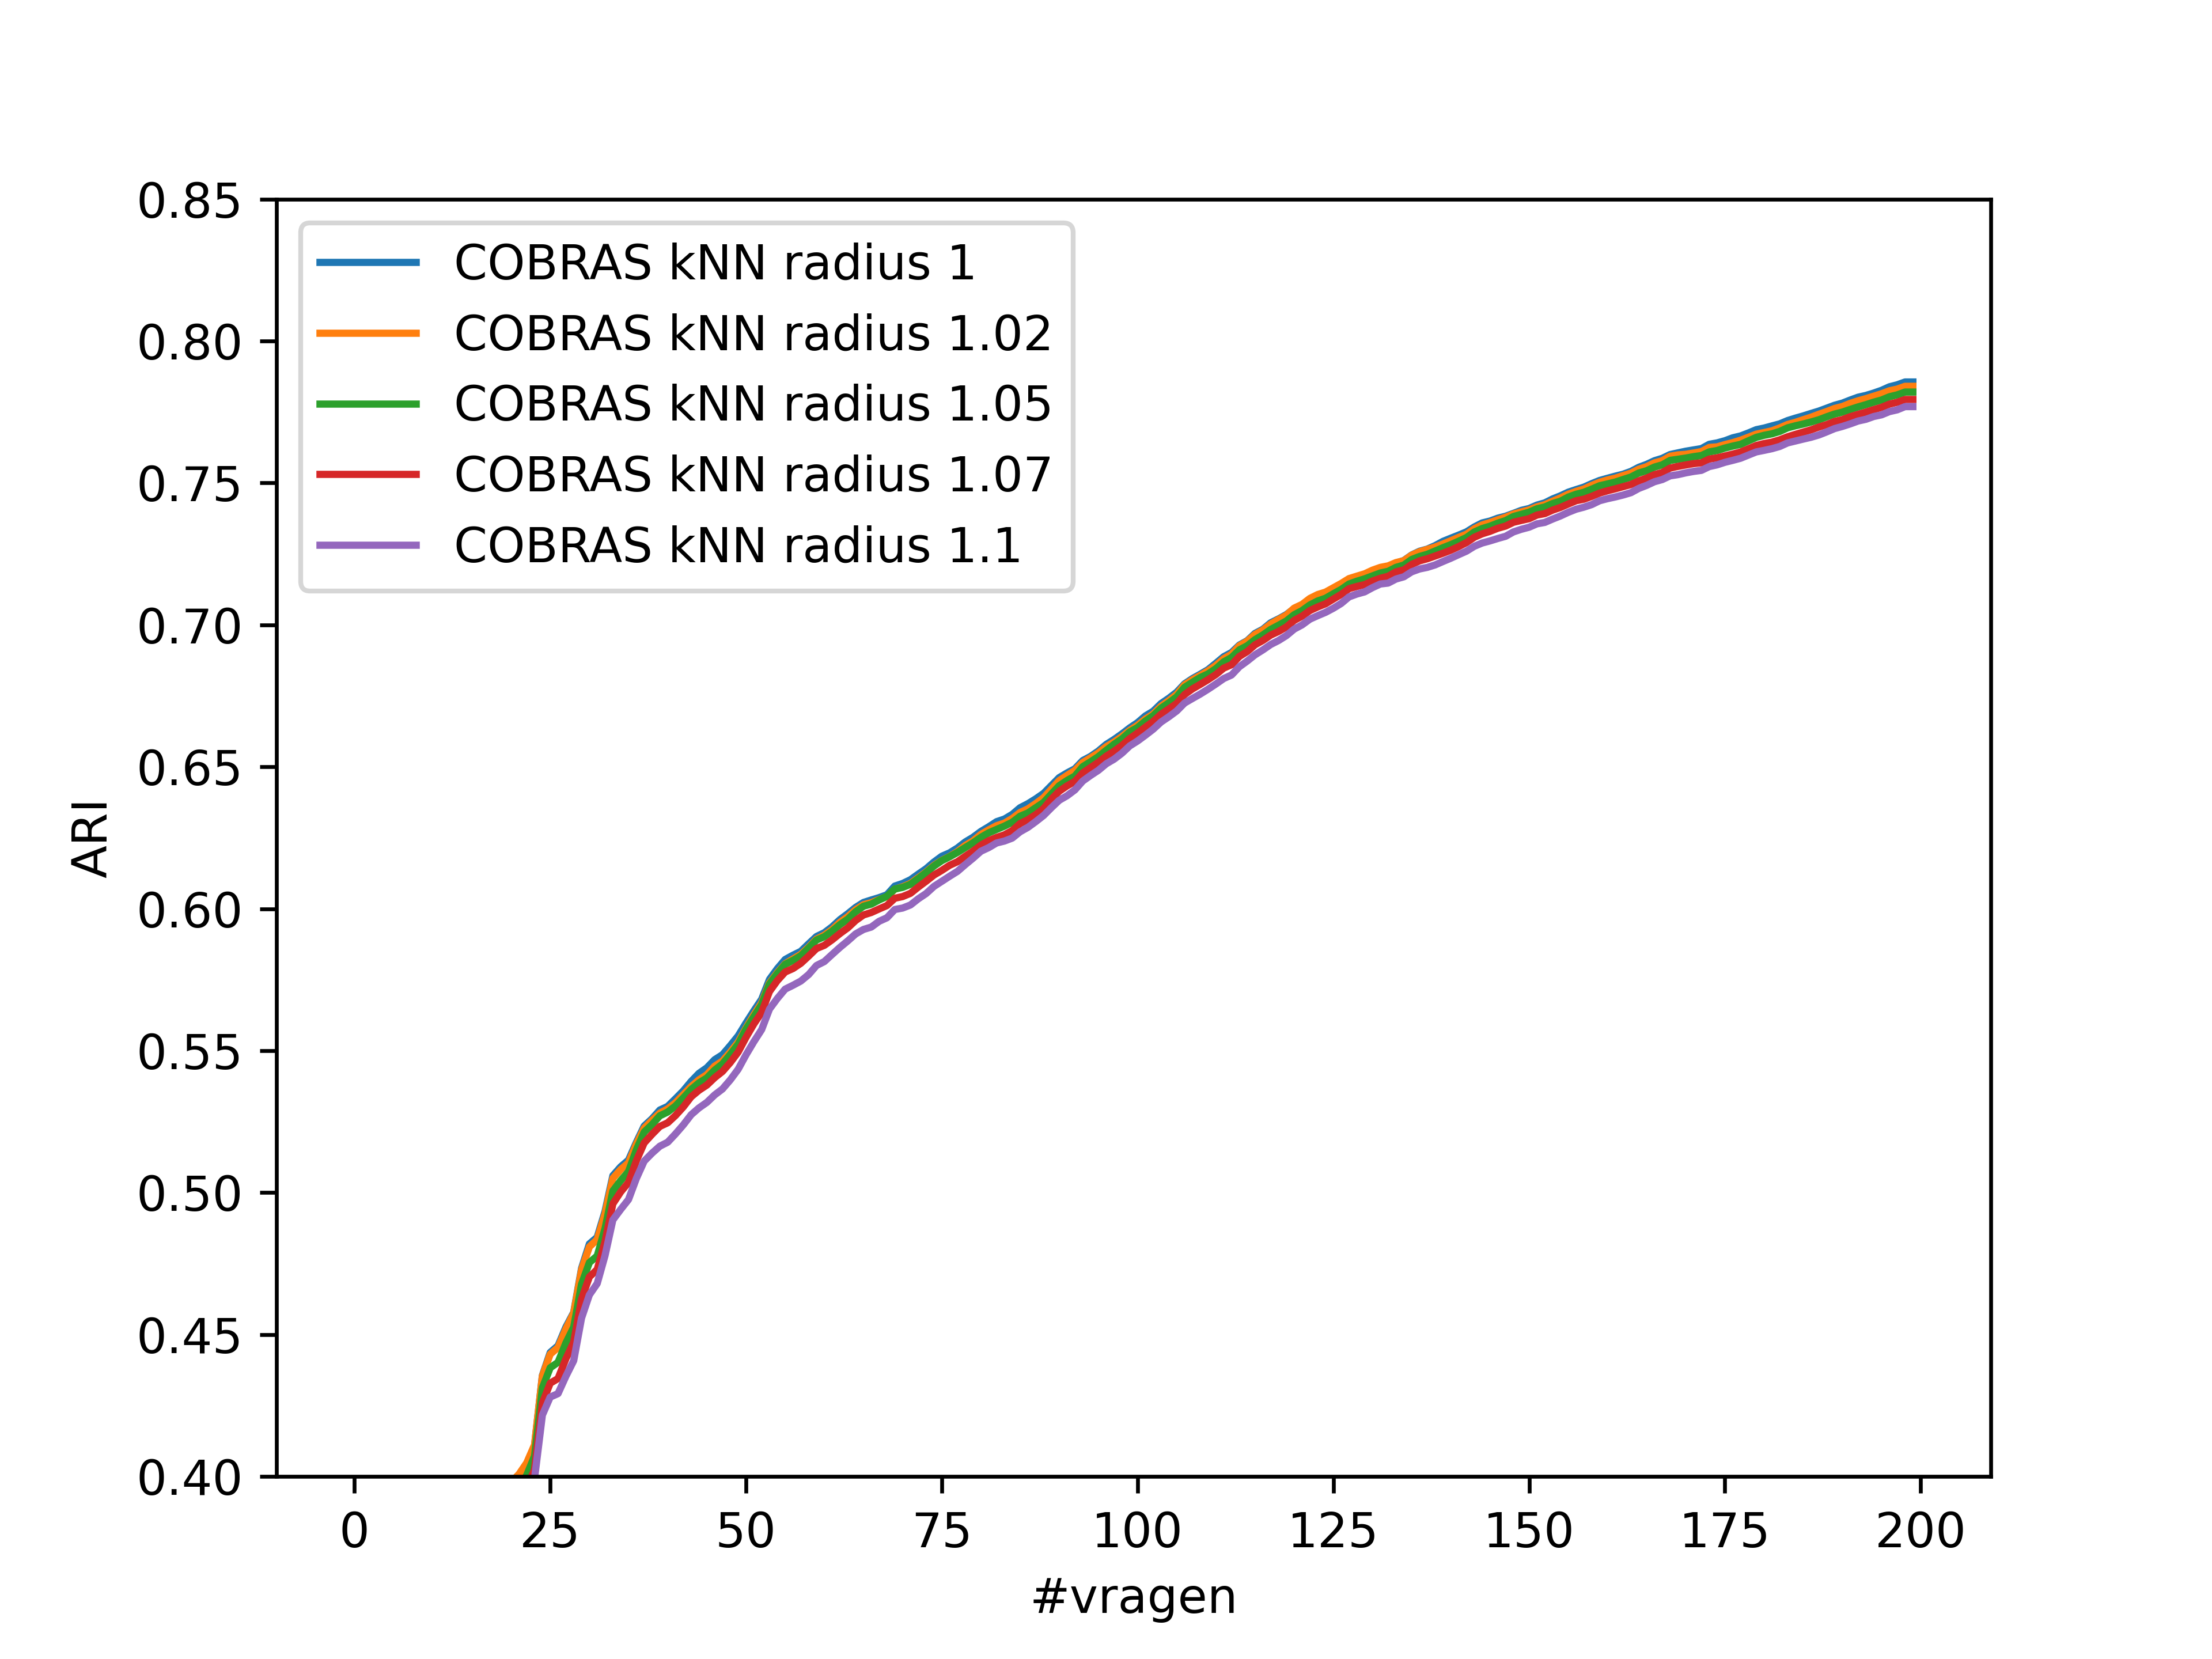 0.85
0.80
0.75
0.70
0.65
0.60
0.55
0.50
0.45
0.40
ARI
COBRAS kNN radius 1
COBRAS kNN radius 1.02
COBRAS kNN radius 1.05
COBRAS kNN radius 1.07
COBRAS kNN radius 1.1
0 25 50 75 100 125 150 175 200
#vragen